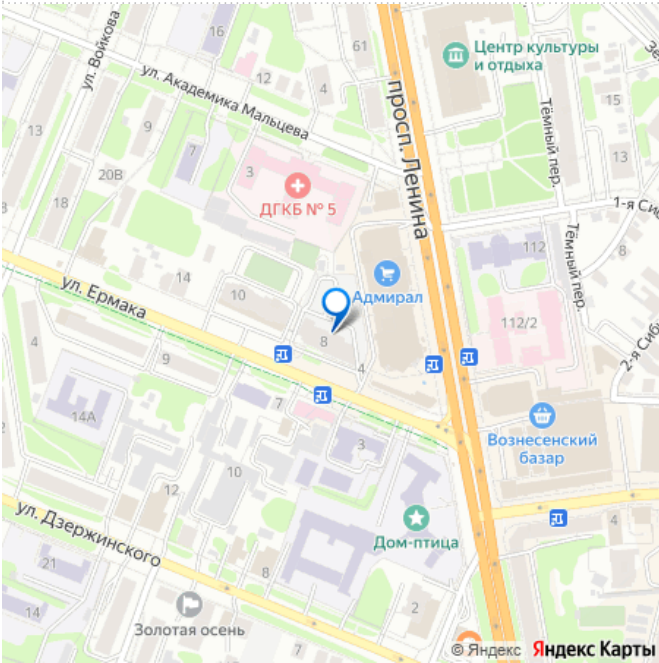 ул. Войкова
16
61
Центр культуры
и отдыха
12
4
ул. Академика Мальцева
просп. Ленина
15
13
9
7
Тёмный пер.
13
20В
3
ДГКБ № 5
18
1-я Сиб
8
112
Тёмный пер.
14
ул. Ермака
10
Адмирал
112/2
2-я Сиб
4
8
9
4
14А
7
Вознесенский
базар
3
10
12
ул. Дзержинского
Дом-птица
4
21
8
14
2
Золотая осень
© Яндекс Яндекс Карты